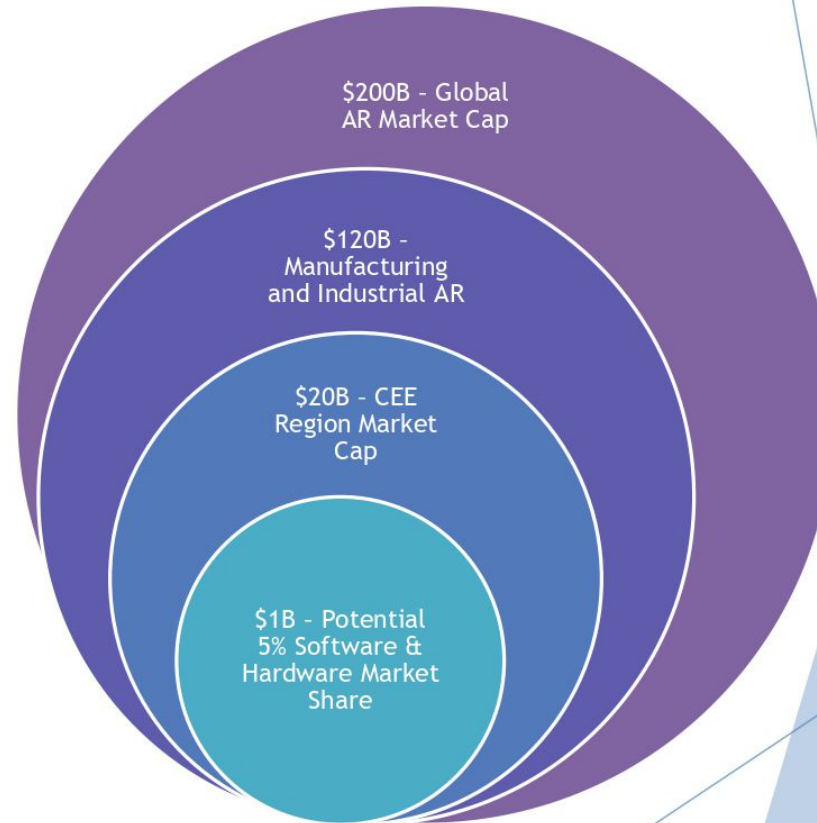 $200B – Global
AR Market Cap
$120B –
Manufacturing
and Industrial AR
$20B – CEE
Region Market
Cap
$1B – Potential
5% Software &
Hardware Market
Share